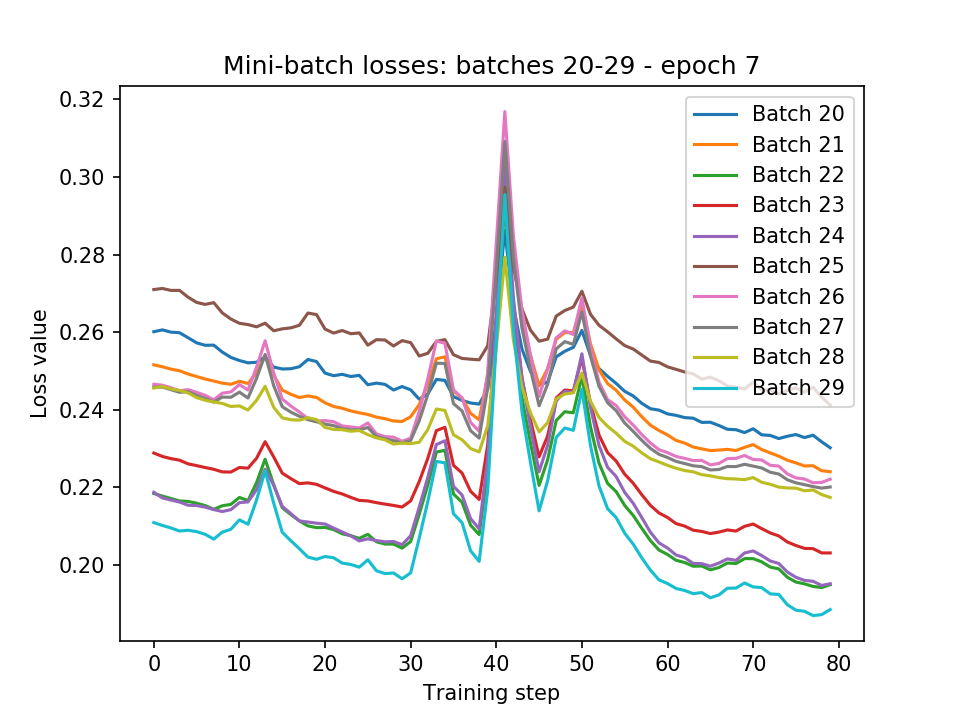 Mini-batch losses: batches 20-29 - epoch 7
0.32
0.30
0.28
0.26
0.24
0.22
0.20
Loss value
0
10
20
30
40
50
60
70
80
Training step
Batch 20
Batch 21
Batch 22
Batch 23
Batch 24
Batch 25
Batch 26
Batch 27
Batch 28
Batch 29